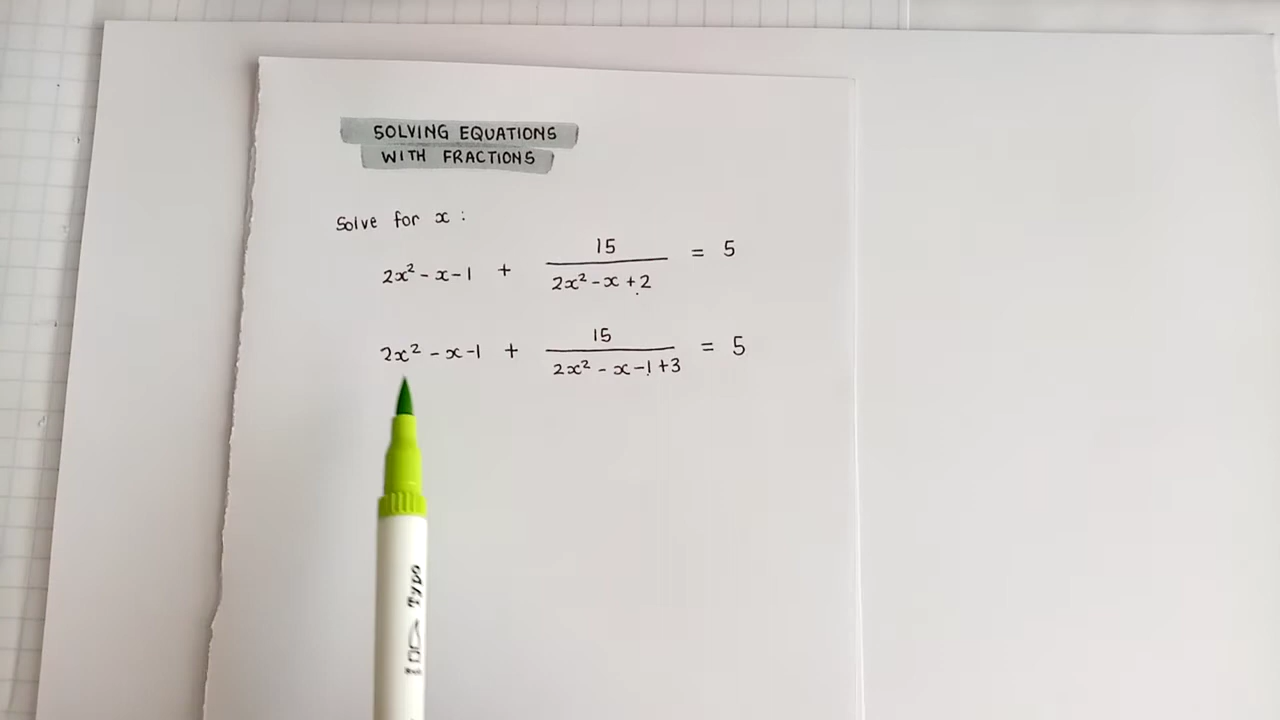 SOLVING EQUATIONS
WITH FRACTIONS
Solve for x :
2x² - x - 1 + 15/(2x² - x + 2) = 5
2x² - x - 1 + 15/(2x² - x - 1 + 3) = 5
Typo